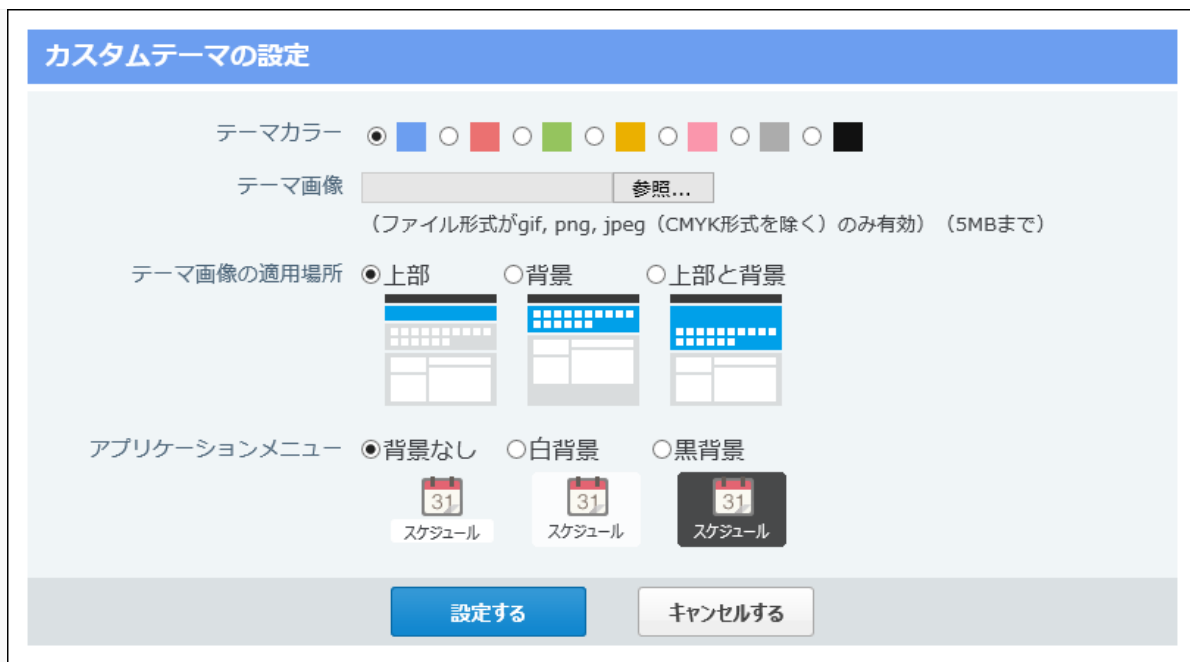 カスタムテーマの設定
テーマカラー
テーマ画像 参照...
（ファイル形式がgif, png, jpeg（CMYK形式を除く）のみ有効）（5MBまで）
テーマ画像の適用場所 上部 背景 上部と背景
アプリケーションメニュー 背景なし 白背景 黒背景
31 31 31
スケジュール スケジュール スケジュール
設定する キャンセルする